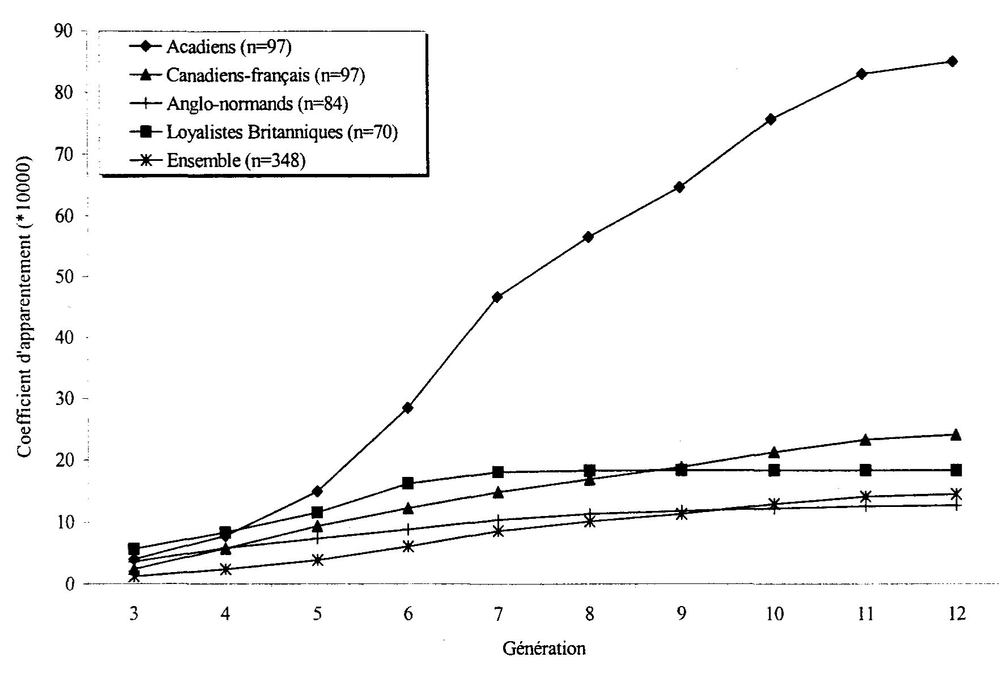 90
80
70
60
50
40
30
20
10
0
Coefficient d'apparentement (*10000)
Acadiens (n=97)
Canadiens-français (n=97)
Anglo-normands (n=84)
Loyalistes Britanniques (n=70)
Ensemble (n=348)
3 4 5 6 7 8 9 10 11 12
Génération